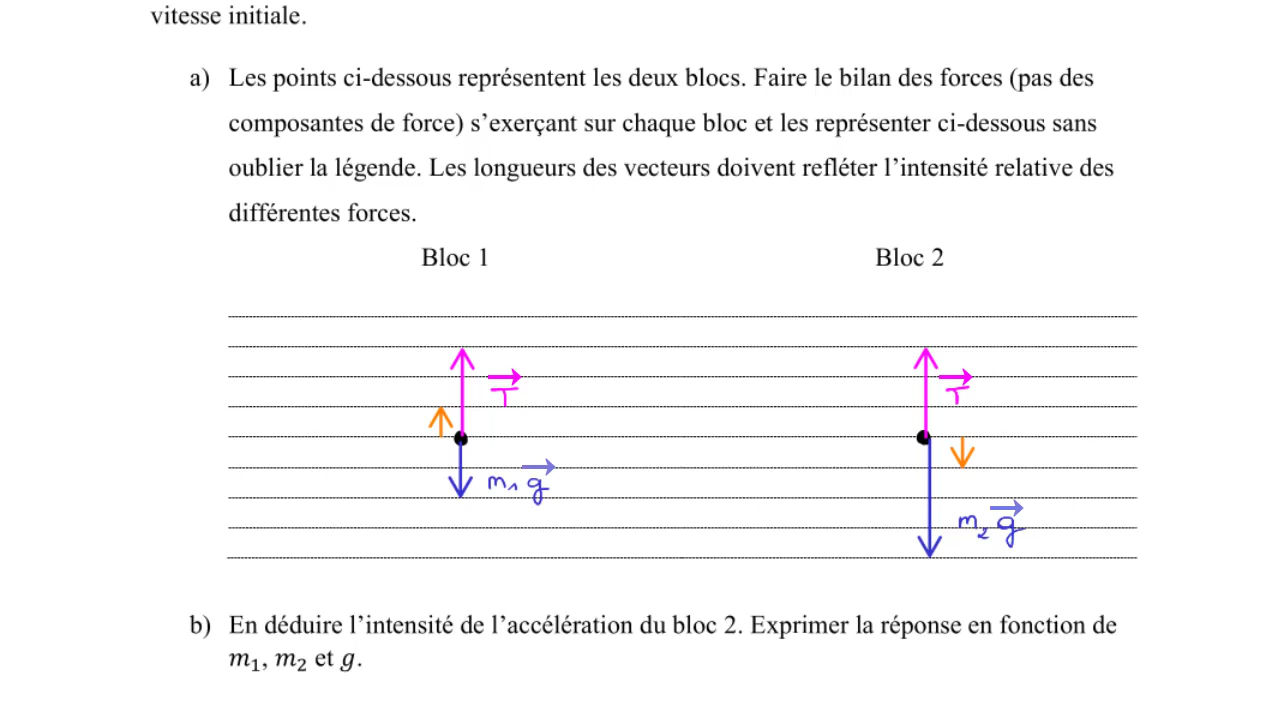 vitesse initiale.
a) Les points ci-dessous représentent les deux blocs. Faire le bilan des forces (pas des
composantes de force) s’exerçant sur chaque bloc et les représenter ci-dessous sans
oublier la légende. Les longueurs des vecteurs doivent refléter l’intensité relative des
différentes forces.
Bloc 1 Bloc 2
T T
m₁g
m₂g
b) En déduire l’intensité de l’accélération du bloc 2. Exprimer la réponse en fonction de
m₁, m₂ et g.